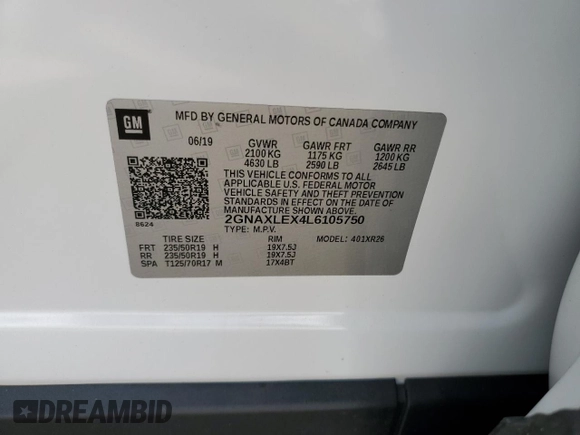 GM
MFD BY GENERAL MOTORS OF CANADA COMPANY
06/19 GVWR GAWR FRT GAWR RR
2100 KG 1175 KG 1200 KG
4630 LB 2590 LB 2645 LB
THIS VEHICLE CONFORMS TO ALL
APPLICABLE U.S. FEDERAL MOTOR
VEHICLE SAFETY AND THEFT PREVENTION
STANDARDS IN EFFECT ON THE DATE OF
MANUFACTURE SHOWN ABOVE.
2GNAXLEX4L6105750
8624
TYPE: M.P.V. MODEL: 401XR26
TIRE SIZE RIM
FRT 235/50R19 H 19X7.5J
RR 235/50R19 H 19X7.5J
SPA T125/70R17 M 17X4BT
DREAMBID